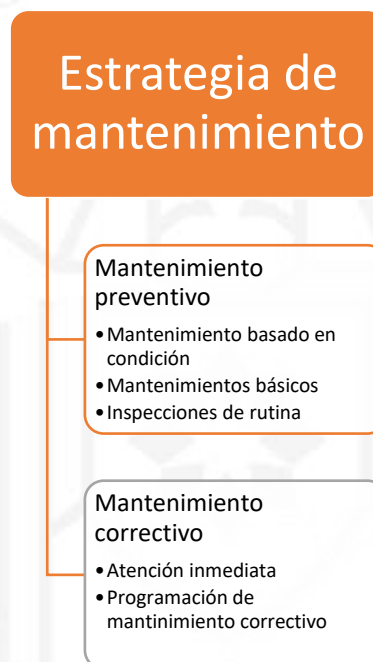 Estrategia de
mantenimiento
Mantenimiento
preventivo
•Mantenimiento basado en
condición
•Mantenimientos básicos
•Inspecciones de rutina
Mantenimiento
correctivo
•Atención inmediata
•Programación de
mantinimiento correctivo